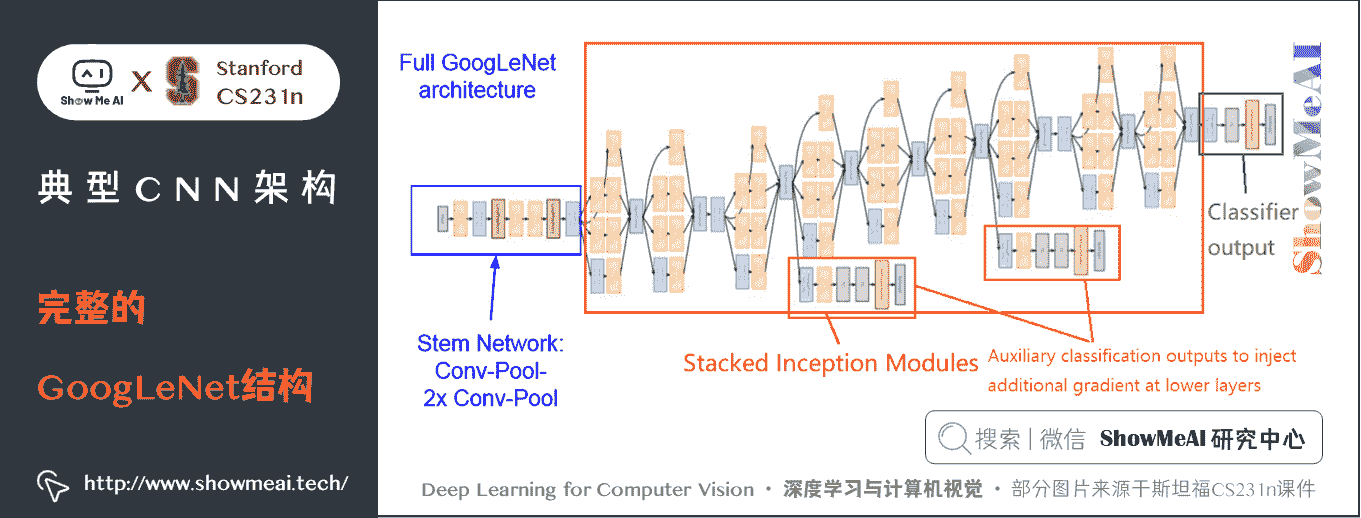 Show Me AI
X
Stanford
CS231n
典型CNN架构
完整的
GoogLeNet结构
http://www.showmeai.tech/
Full GoogLeNet
architecture
Stem Network:
Conv-Pool-
2x Conv-Pool
Stacked Inception Modules
Auxiliary classification outputs to inject
additional gradient at lower layers
Classifier
output
ShowMeAI
搜索 | 微信 ShowMeAI 研究中心
Deep Learning for Computer Vision · 深度学习与计算机视觉 · 部分图片来源于斯坦福CS231n课件